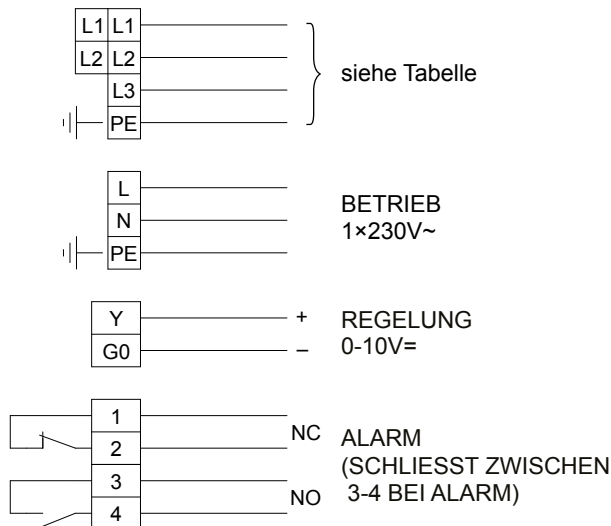 L1 L1
L2 L2
L3
PE
siehe Tabelle
L
N
PE
BETRIEB
1×230V~
Y +
G0 –
REGELUNG
0-10V=
1
2
NC
3
4
NO
ALARM
(SCHLIESST ZWISCHEN
3-4 BEI ALARM)